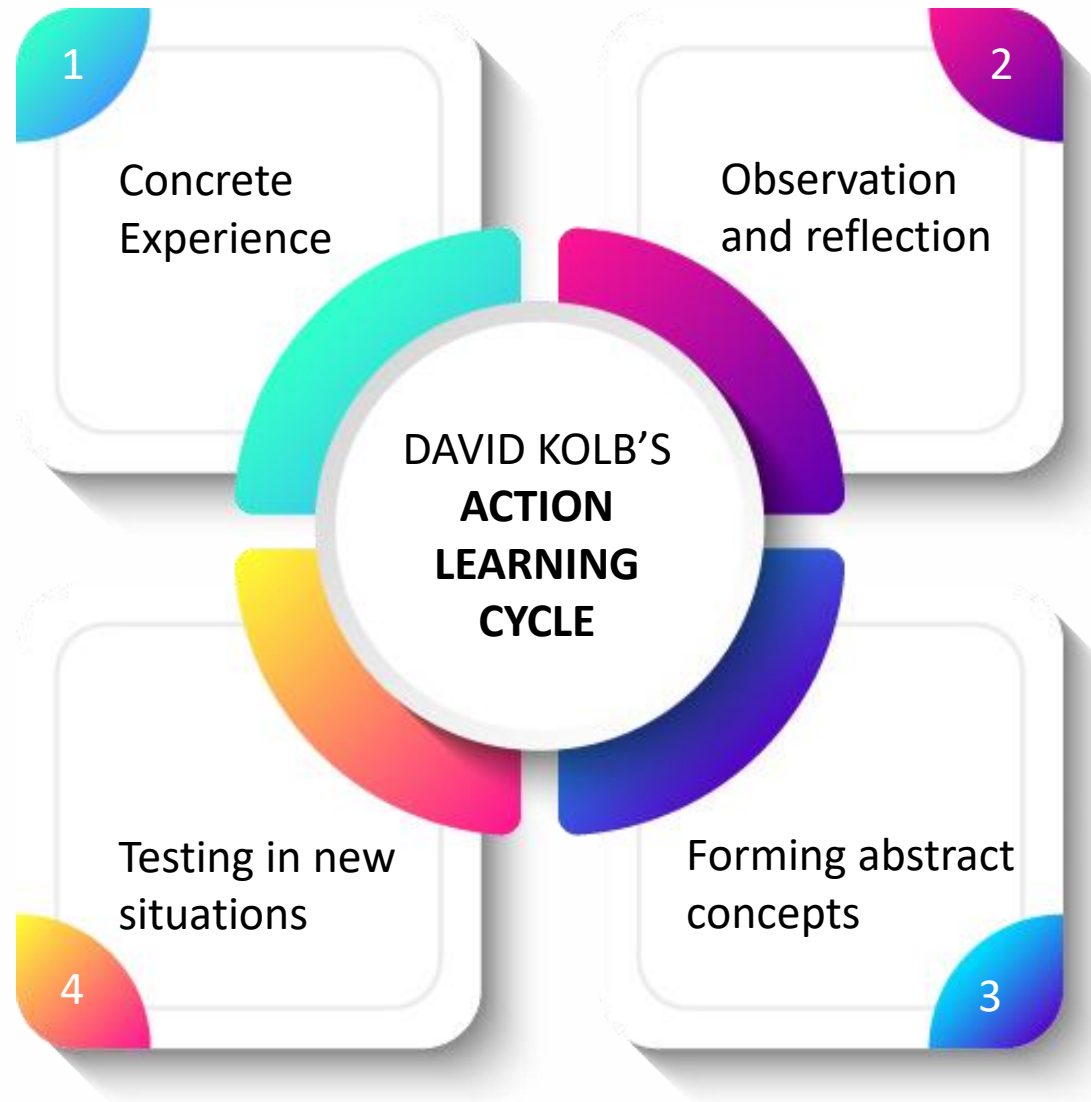 1
Concrete
Experience
2
Observation
and reflection
DAVID KOLB’S
ACTION
LEARNING
CYCLE
3
Forming abstract
concepts
4
Testing in new
situations